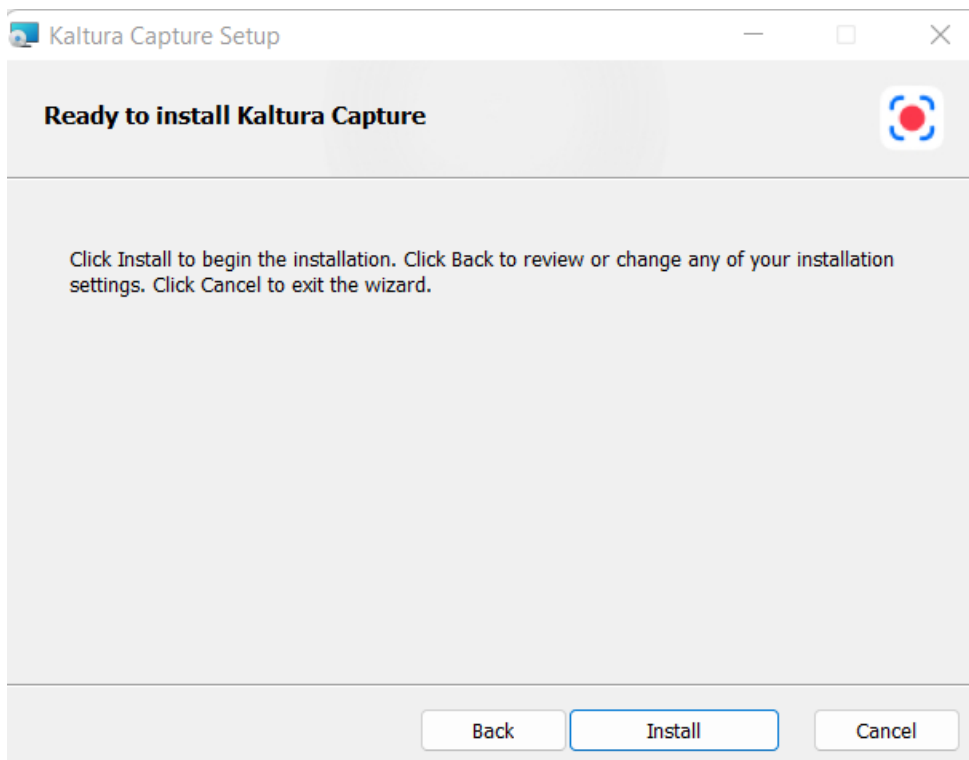 Kaltura Capture Setup
Ready to install Kaltura Capture
Click Install to begin the installation. Click Back to review or change any of your installation
settings. Click Cancel to exit the wizard.
Back Install Cancel